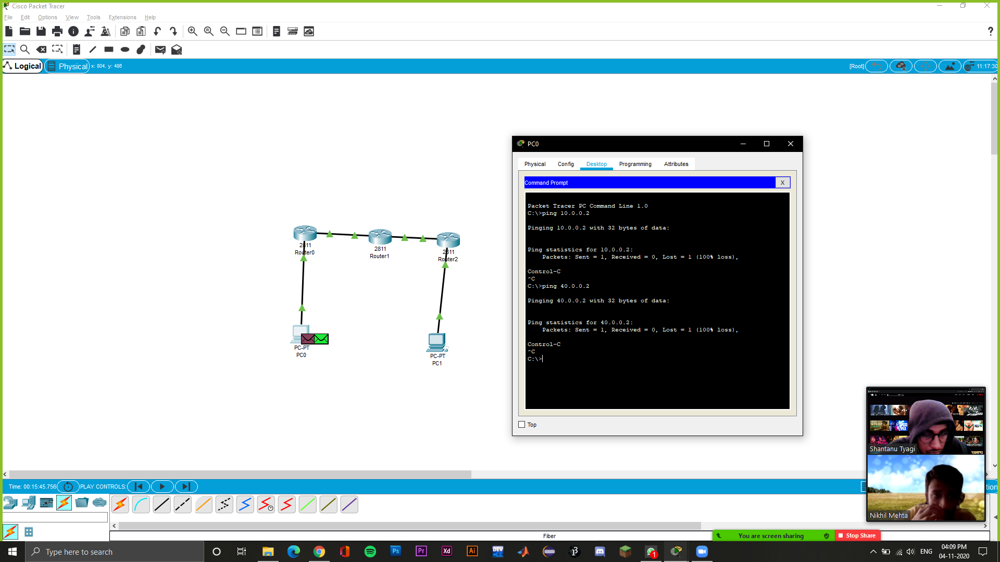 Cisco Packet Tracer
File Edit Options View Tools Extensions Help
?
Logical Physical x: 804, y: 486 [Root] 11:17:30
2811
Router0
2811
Router1
2811
Router2
PC-PT
PC0
PC-PT
PC1
PC0
Physical Config Desktop Programming Attributes
Command Prompt X
Packet Tracer PC Command Line 1.0
C:\>ping 10.0.0.2
Pinging 10.0.0.2 with 32 bytes of data:
Ping statistics for 10.0.0.2:
Packets: Sent = 1, Received = 0, Lost = 1 (100% loss),
Control-C
^C
C:\>ping 40.0.0.2
Pinging 40.0.0.2 with 32 bytes of data:
Ping statistics for 40.0.0.2:
Packets: Sent = 1, Received = 0, Lost = 1 (100% loss),
Control-C
^C
C:\>
Top
Shantanu Tyagi
Nikhil Mehta
Time: 00:15:45.756 PLAY CONTROLS: tion
Fiber
You are screen sharing Stop Share
Type here to search
Ps Pr Xd Ai DEV 1 ENG
04:09 PM
04-11-2020